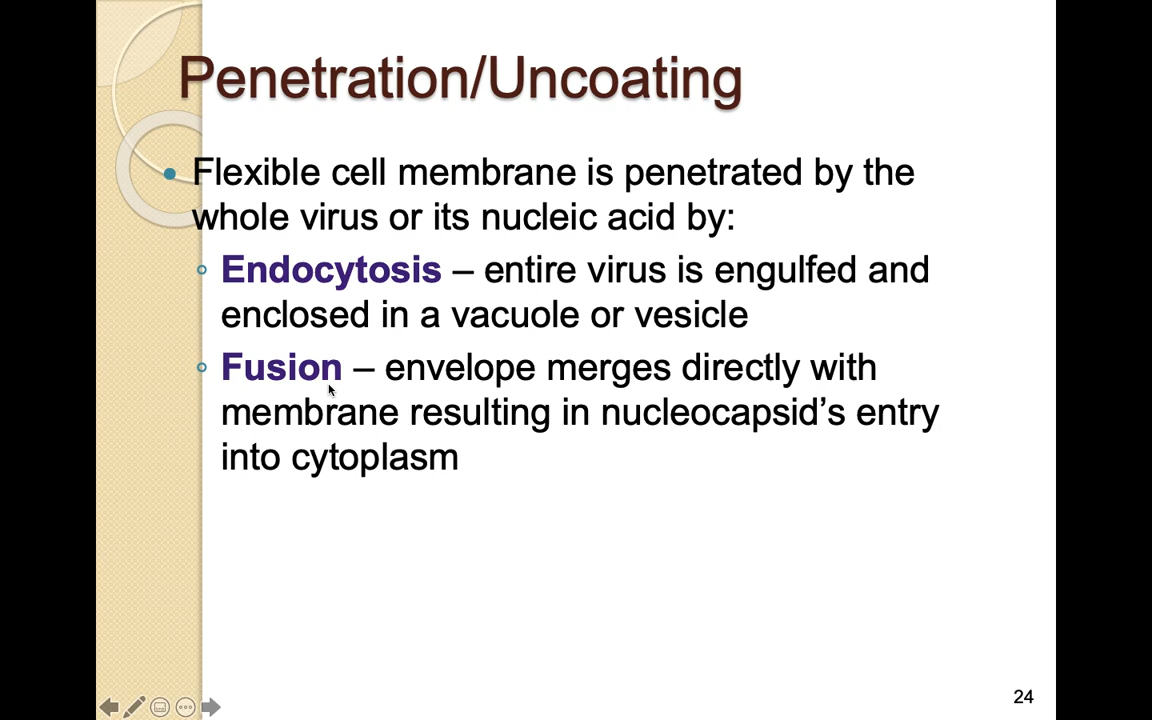 Penetration/Uncoating
• Flexible cell membrane is penetrated by the
whole virus or its nucleic acid by:
◦ Endocytosis – entire virus is engulfed and
enclosed in a vacuole or vesicle
◦ Fusion – envelope merges directly with
membrane resulting in nucleocapsid’s entry
into cytoplasm
24